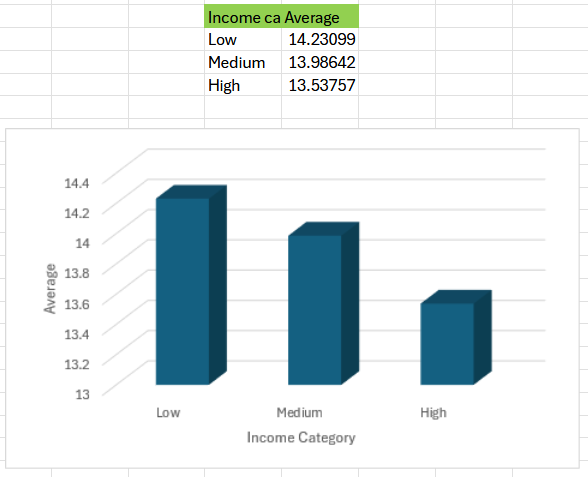 Income ca Average
Low 14.23099
Medium 13.98642
High 13.53757
14.4
14.2
14
13.8
13.6
13.4
13.2
13
Average
Low Medium High
Income Category